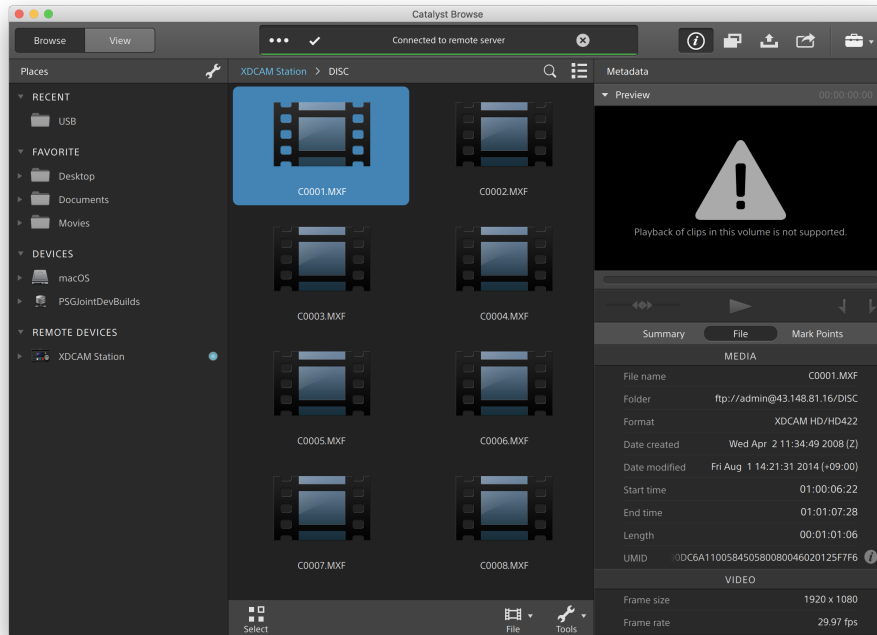 Catalyst Browse
Browse
View
Connected to remote server
Places
XDCAM Station > DISC
Metadata
RECENT
USB
FAVORITE
Desktop
Documents
Movies
DEVICES
macOS
PSGJointDevBuilds
REMOTE DEVICES
XDCAM Station
C0001.MXF
C0002.MXF
C0003.MXF
C0004.MXF
C0005.MXF
C0006.MXF
C0007.MXF
C0008.MXF
Select
File
Tools
Preview 00:00:00:00
Playback of clips in this volume is not supported.
Summary
File
Mark Points
MEDIA
File name C0001.MXF
Folder ftp://admin@43.148.81.16/DISC
Format XDCAM HD/HD422
Date created Wed Apr 2 11:34:49 2008 (Z)
Date modified Fri Aug 1 14:21:31 2014 (+09:00)
Start time 01:00:06:22
End time 01:01:07:28
Length 00:01:01:06
UMID 0DC6A110058450580080046020125F7F6
VIDEO
Frame size 1920 x 1080
Frame rate 29.97 fps